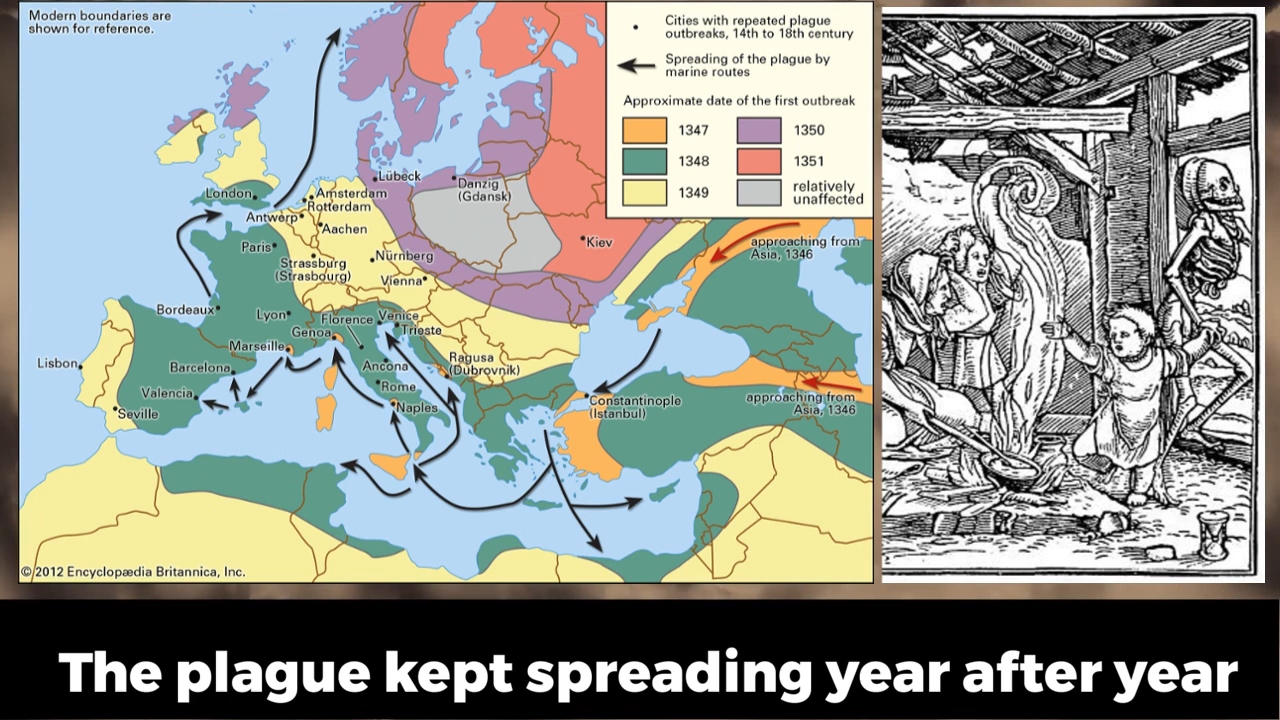 Modern boundaries are
shown for reference.
Cities with repeated plague
outbreaks, 14th to 18th century
Spreading of the plague by
marine routes
Approximate date of the first outbreak
1347
1350
1348
1351
1349
relatively
unaffected
London
Lübeck
Danzig
(Gdansk)
Amsterdam
Rotterdam
Antwerp
Aachen
Paris
Kiev
approaching from
Asia, 1346
Strassburg
(Strasbourg)
Nürnberg
Vienna
Bordeaux
Lyon
Florence
Venice
Genoa
Trieste
Marseille
Lisbon
Barcelona
Ancona
Ragusa
(Dubrovnik)
Valencia
Rome
Seville
Naples
Constantinople
(Istanbul)
approaching from
Asia, 1346
© 2012 Encyclopædia Britannica, Inc.
The plague kept spreading year after year